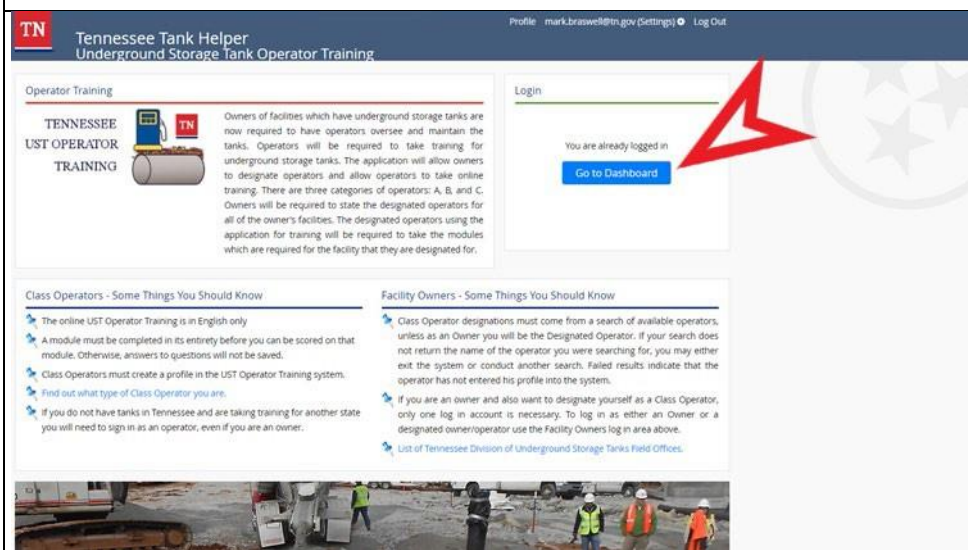 TN
Tennessee Tank Helper
Underground Storage Tank Operator Training
Profile mark.braswell@tn.gov (Settings) Log Out
Operator Training
TENNESSEE
UST OPERATOR
TRAINING
TN
Owners of facilities which have underground storage tanks are
now required to have operators oversee and maintain the
tanks. Operators will be required to take training for
underground storage tanks. The application will allow owners
to designate operators and allow operators to take online
training. There are three categories of operators: A, B, and C.
Owners will be required to state the designated operators for
all of the owner's facilities. The designated operators using the
application for training will be required to take the modules
which are required for the facility that they are designated for.
Login
You are already logged in
Go to Dashboard
Class Operators - Some Things You Should Know
The online UST Operator Training is in English only
A module must be completed in its entirety before you can be scored on that
module. Otherwise, answers to questions will not be saved.
Class Operators must create a profile in the UST Operator Training system.
Find out what type of Class Operator you are.
If you do not have tanks in Tennessee and are taking training for another state
you will need to sign in as an operator, even if you are an owner.
Facility Owners - Some Things You Should Know
Class Operator designations must come from a search of available operators,
unless as an Owner you will be the Designated Operator. If your search does
not return the name of the operator you were searching for, you may either
exit the system or conduct another search. Failed results indicate that the
operator has not entered his profile into the system.
If you are an owner and also want to designate yourself as a Class Operator,
only one log in account is necessary. To log in as either an Owner or a
designated owner/operator use the Facility Owners log in area above.
List of Tennessee Division of Underground Storage Tanks Field Offices.